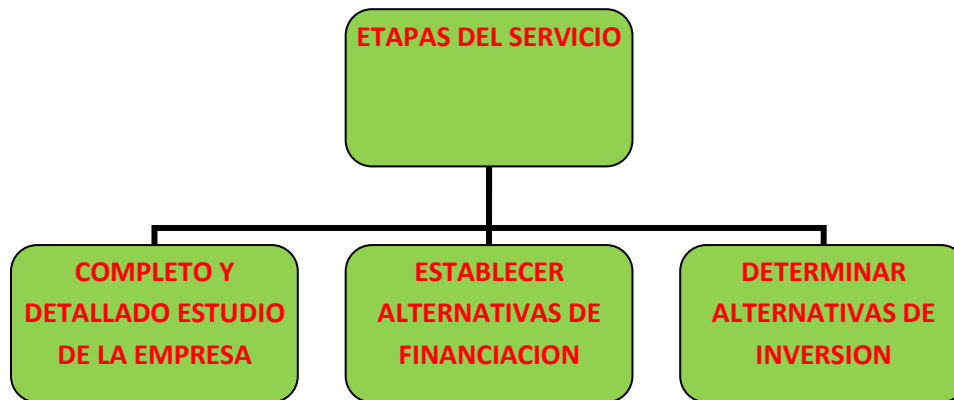 ETAPAS DEL SERVICIO
COMPLETO Y
DETALLADO ESTUDIO
DE LA EMPRESA
ESTABLECER
ALTERNATIVAS DE
FINANCIACION
DETERMINAR
ALTERNATIVAS DE
INVERSION